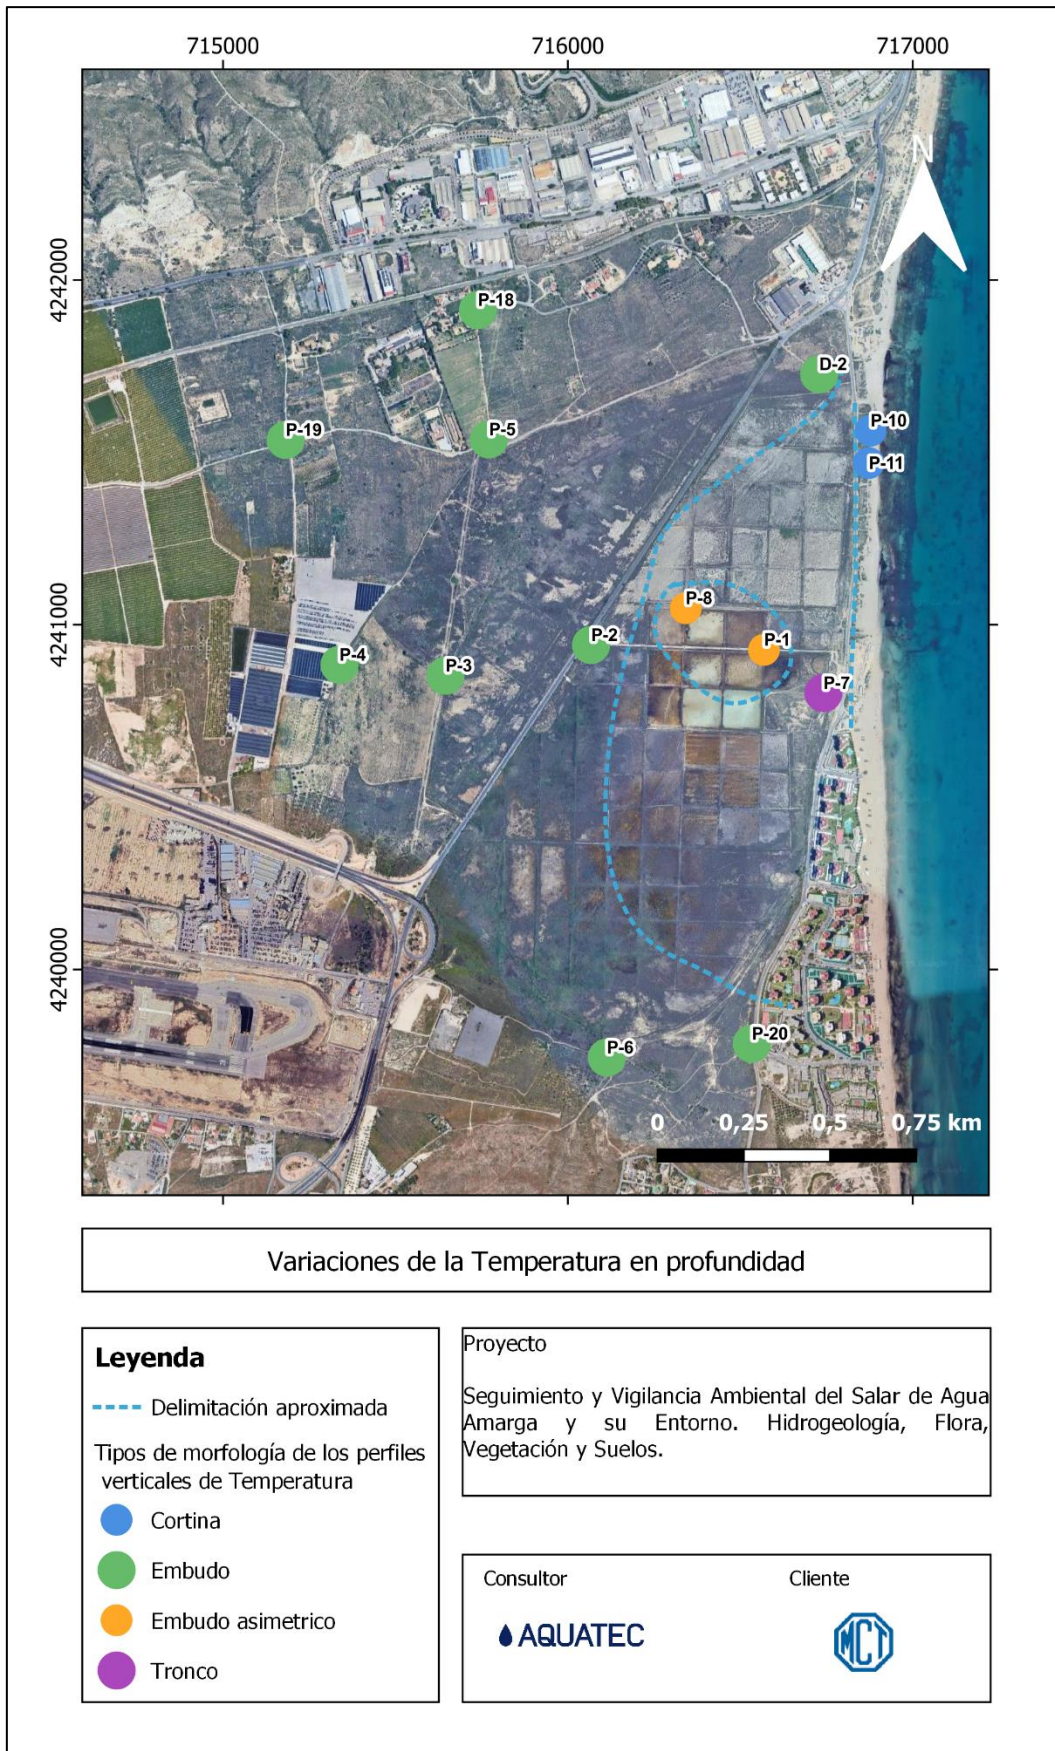 715000 716000 717000
N
4242000
4241000
4240000
P-18
D-2
P-10
P-19
P-5
P-11
P-8
P-2
P-1
P-4
P-3
P-7
P-20
P-6
0 0,25 0,5 0,75 km
Variaciones de la Temperatura en profundidad
Leyenda
Delimitación aproximada
Tipos de morfología de los perfiles
verticales de Temperatura
Cortina
Embudo
Embudo asimetrico
Tronco
Proyecto
Seguimiento y Vigilancia Ambiental del Salar de Agua
Amarga y su Entorno. Hidrogeología, Flora,
Vegetación y Suelos.
Consultor
AQUATEC
Cliente
MCT